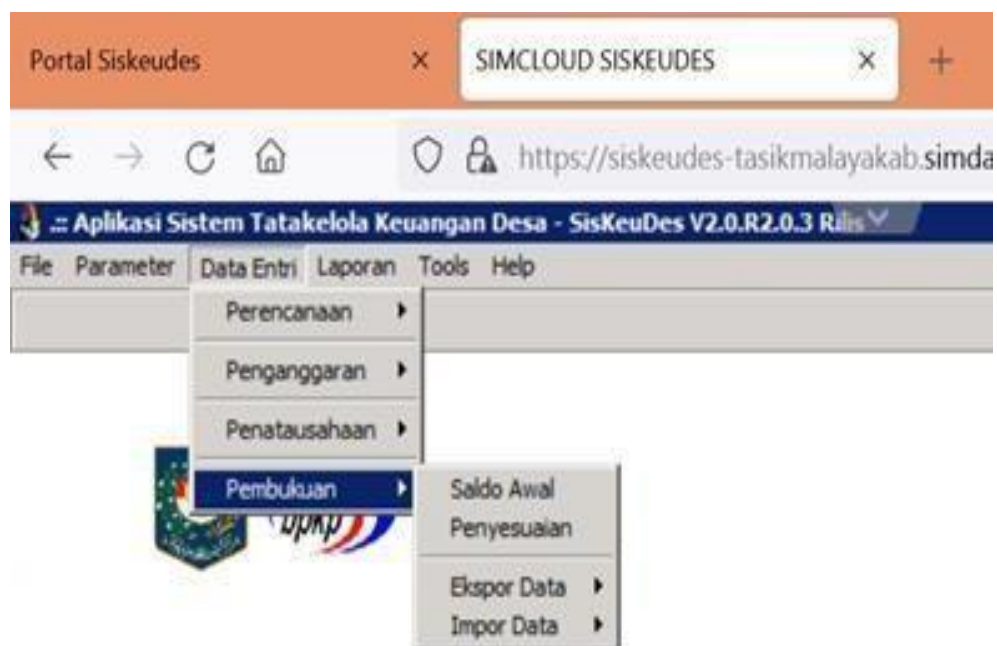 Portal Siskeudes × SIMCLOUD SISKEUDES × +
https://siskeudes-tasikmalayakab.simda
.:: Aplikasi Sistem Tatakelola Keuangan Desa - SisKeuDes V2.0.R2.0.3 Rilis
File Parameter Data Entri Laporan Tools Help
Perencanaan
Penganggaran
Penatausahaan
Pembukuan
Saldo Awal
bpkp
Penyesuaian
Ekspor Data
Impor Data